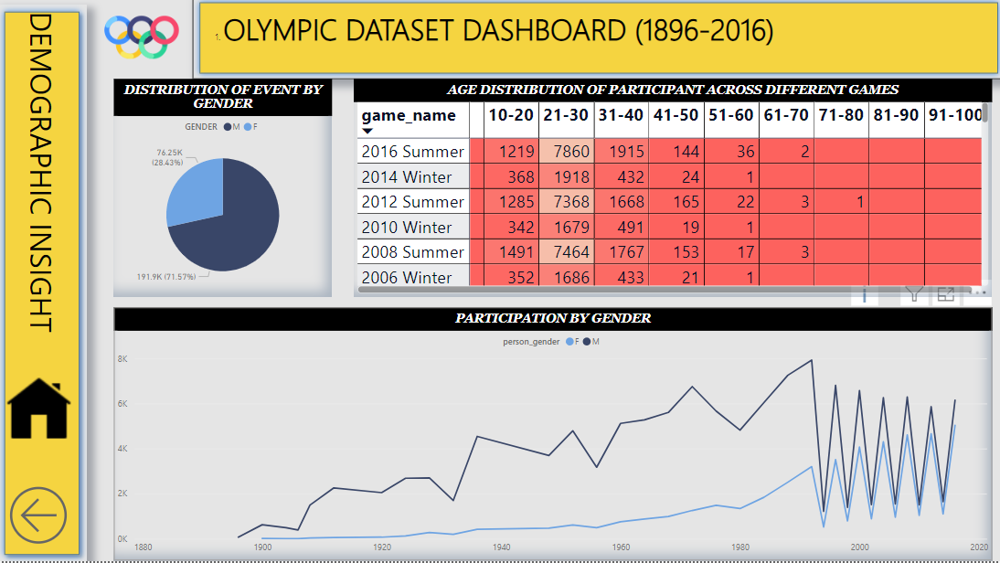 DEMOGRAPHIC INSIGHT
1. OLYMPIC DATASET DASHBOARD (1896-2016)
DISTRIBUTION OF EVENT BY
GENDER
GENDER M F
76.25K
(28.43%)
191.9K (71.57%)
AGE DISTRIBUTION OF PARTICIPANT ACROSS DIFFERENT GAMES
game_name 10-20 21-30 31-40 41-50 51-60 61-70 71-80 81-90 91-100
2016 Summer 1219 7860 1915 144 36 2
2014 Winter 368 1918 432 24 1
2012 Summer 1285 7368 1668 165 22 3 1
2010 Winter 342 1679 491 19 1
2008 Summer 1491 7464 1767 153 17 3
2006 Winter 352 1686 433 21 1
PARTICIPATION BY GENDER
person_gender F M
8K
6K
4K
2K
0K
1880 1900 1920 1940 1960 1980 2000 2020